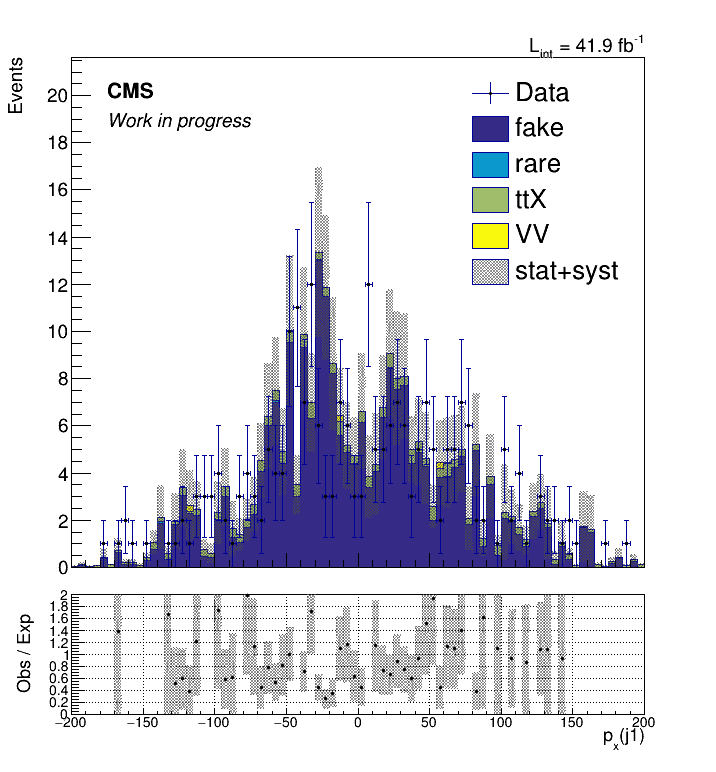 L_int = 41.9 fb^-1
Events
CMS
Work in progress
Data
fake
rare
ttX
VV
stat+syst
20
18
16
14
12
10
8
6
4
2
0
Obs / Exp
2
1.8
1.6
1.4
1.2
1
0.8
0.6
0.4
0.2
0
−200 −150 −100 −50 0 50 100 150 200
p_x(j1)